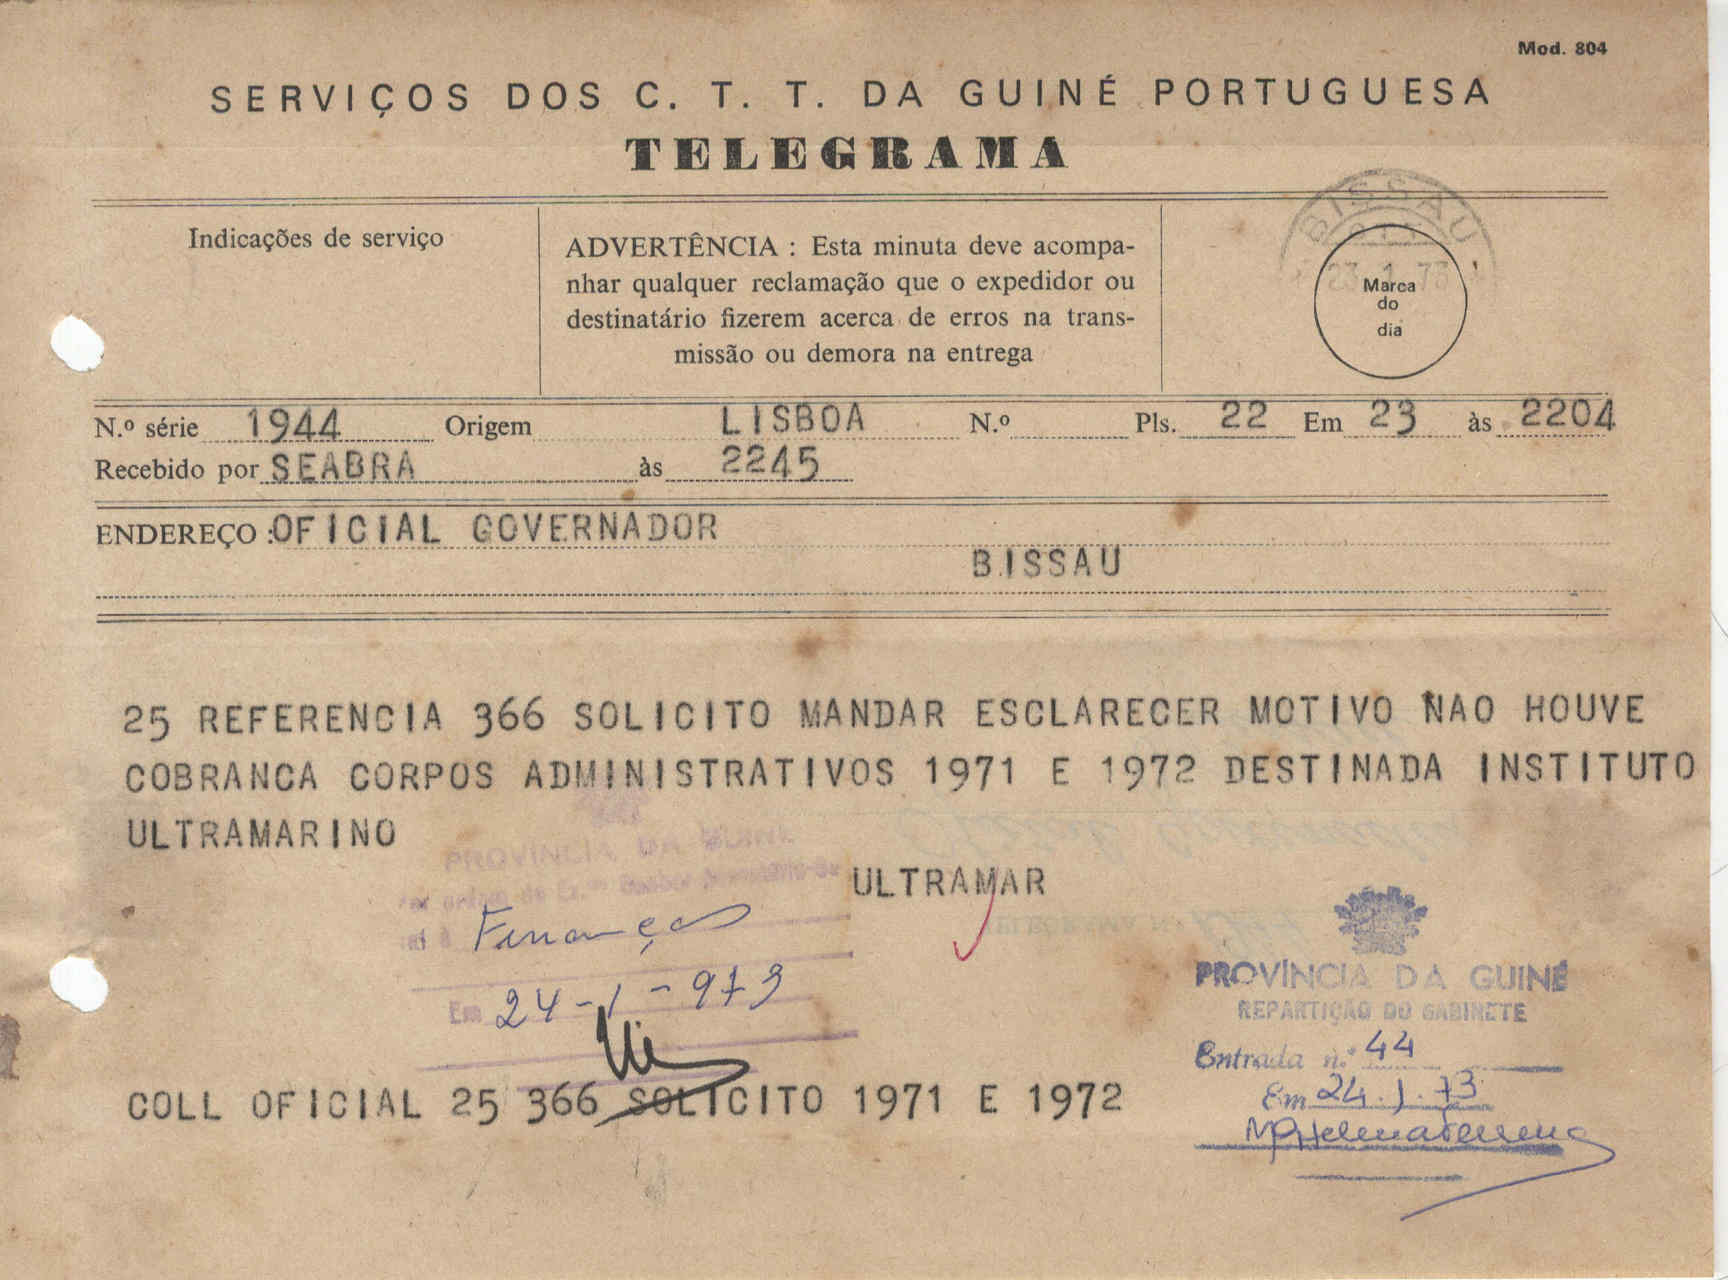 Mod. 804
SERVIÇOS DOS C. T. T. DA GUINÉ PORTUGUESA
TELEGRAMA
Indicações de serviço
ADVERTÊNCIA : Esta minuta deve acompa-
nhar qualquer reclamação que o expedidor ou
destinatário fizerem acerca de erros na trans-
missão ou demora na entrega
BISSAU
23 1 73
Marca
do
dia
N.º série 1944 Origem LISBOA N.º Pls. 22 Em 23 às 2204
Recebido por SEABRA às 2245
ENDEREÇO : OFICIAL GOVERNADOR
BISSAU
25 REFERENCIA 366 SOLICITO MANDAR ESCLARECER MOTIVO NAO HOUVE
COBRANCA CORPOS ADMINISTRATIVOS 1971 E 1972 DESTINADA INSTITUTO
ULTRAMARINO
ULTRAMAR
PROVÍNCIA DA GUINÉ
Finanças
Em 24-1-973
PROVÍNCIA DA GUINÉ
REPARTIÇÃO DO GABINETE
Entrada n.º 44
Em 24.1.73
COLL OFICIAL 25 366 SOLICITO 1971 E 1972